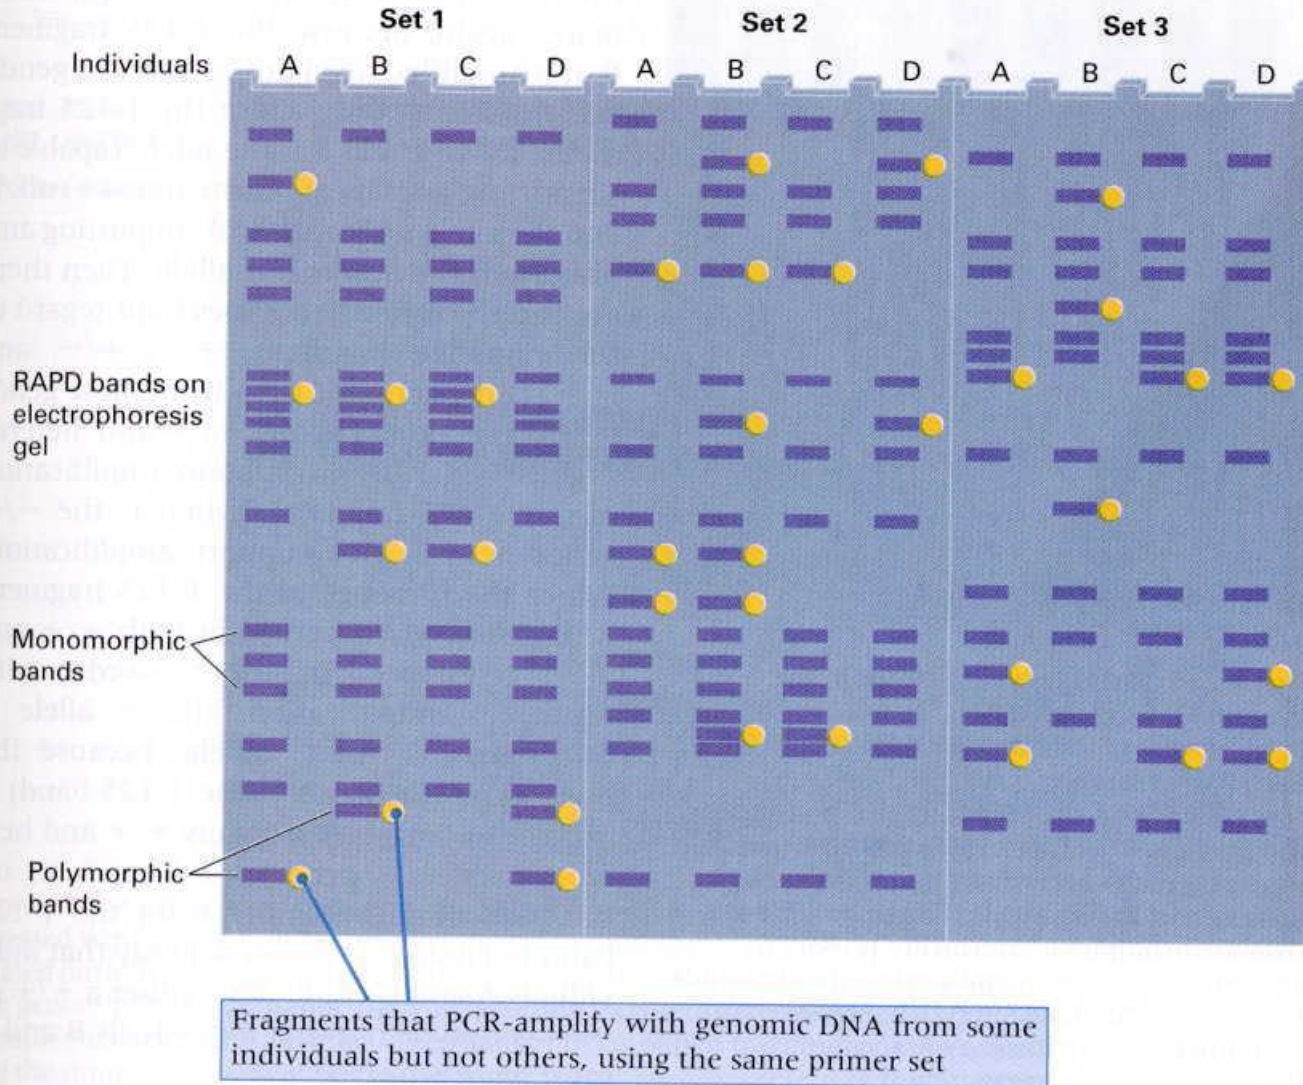 Set 1
Set 2
Set 3
Individuals
A B C D A B C D A B C D
RAPD bands on
electrophoresis
gel
Monomorphic
bands
Polymorphic
bands
Fragments that PCR-amplify with genomic DNA from some
individuals but not others, using the same primer set